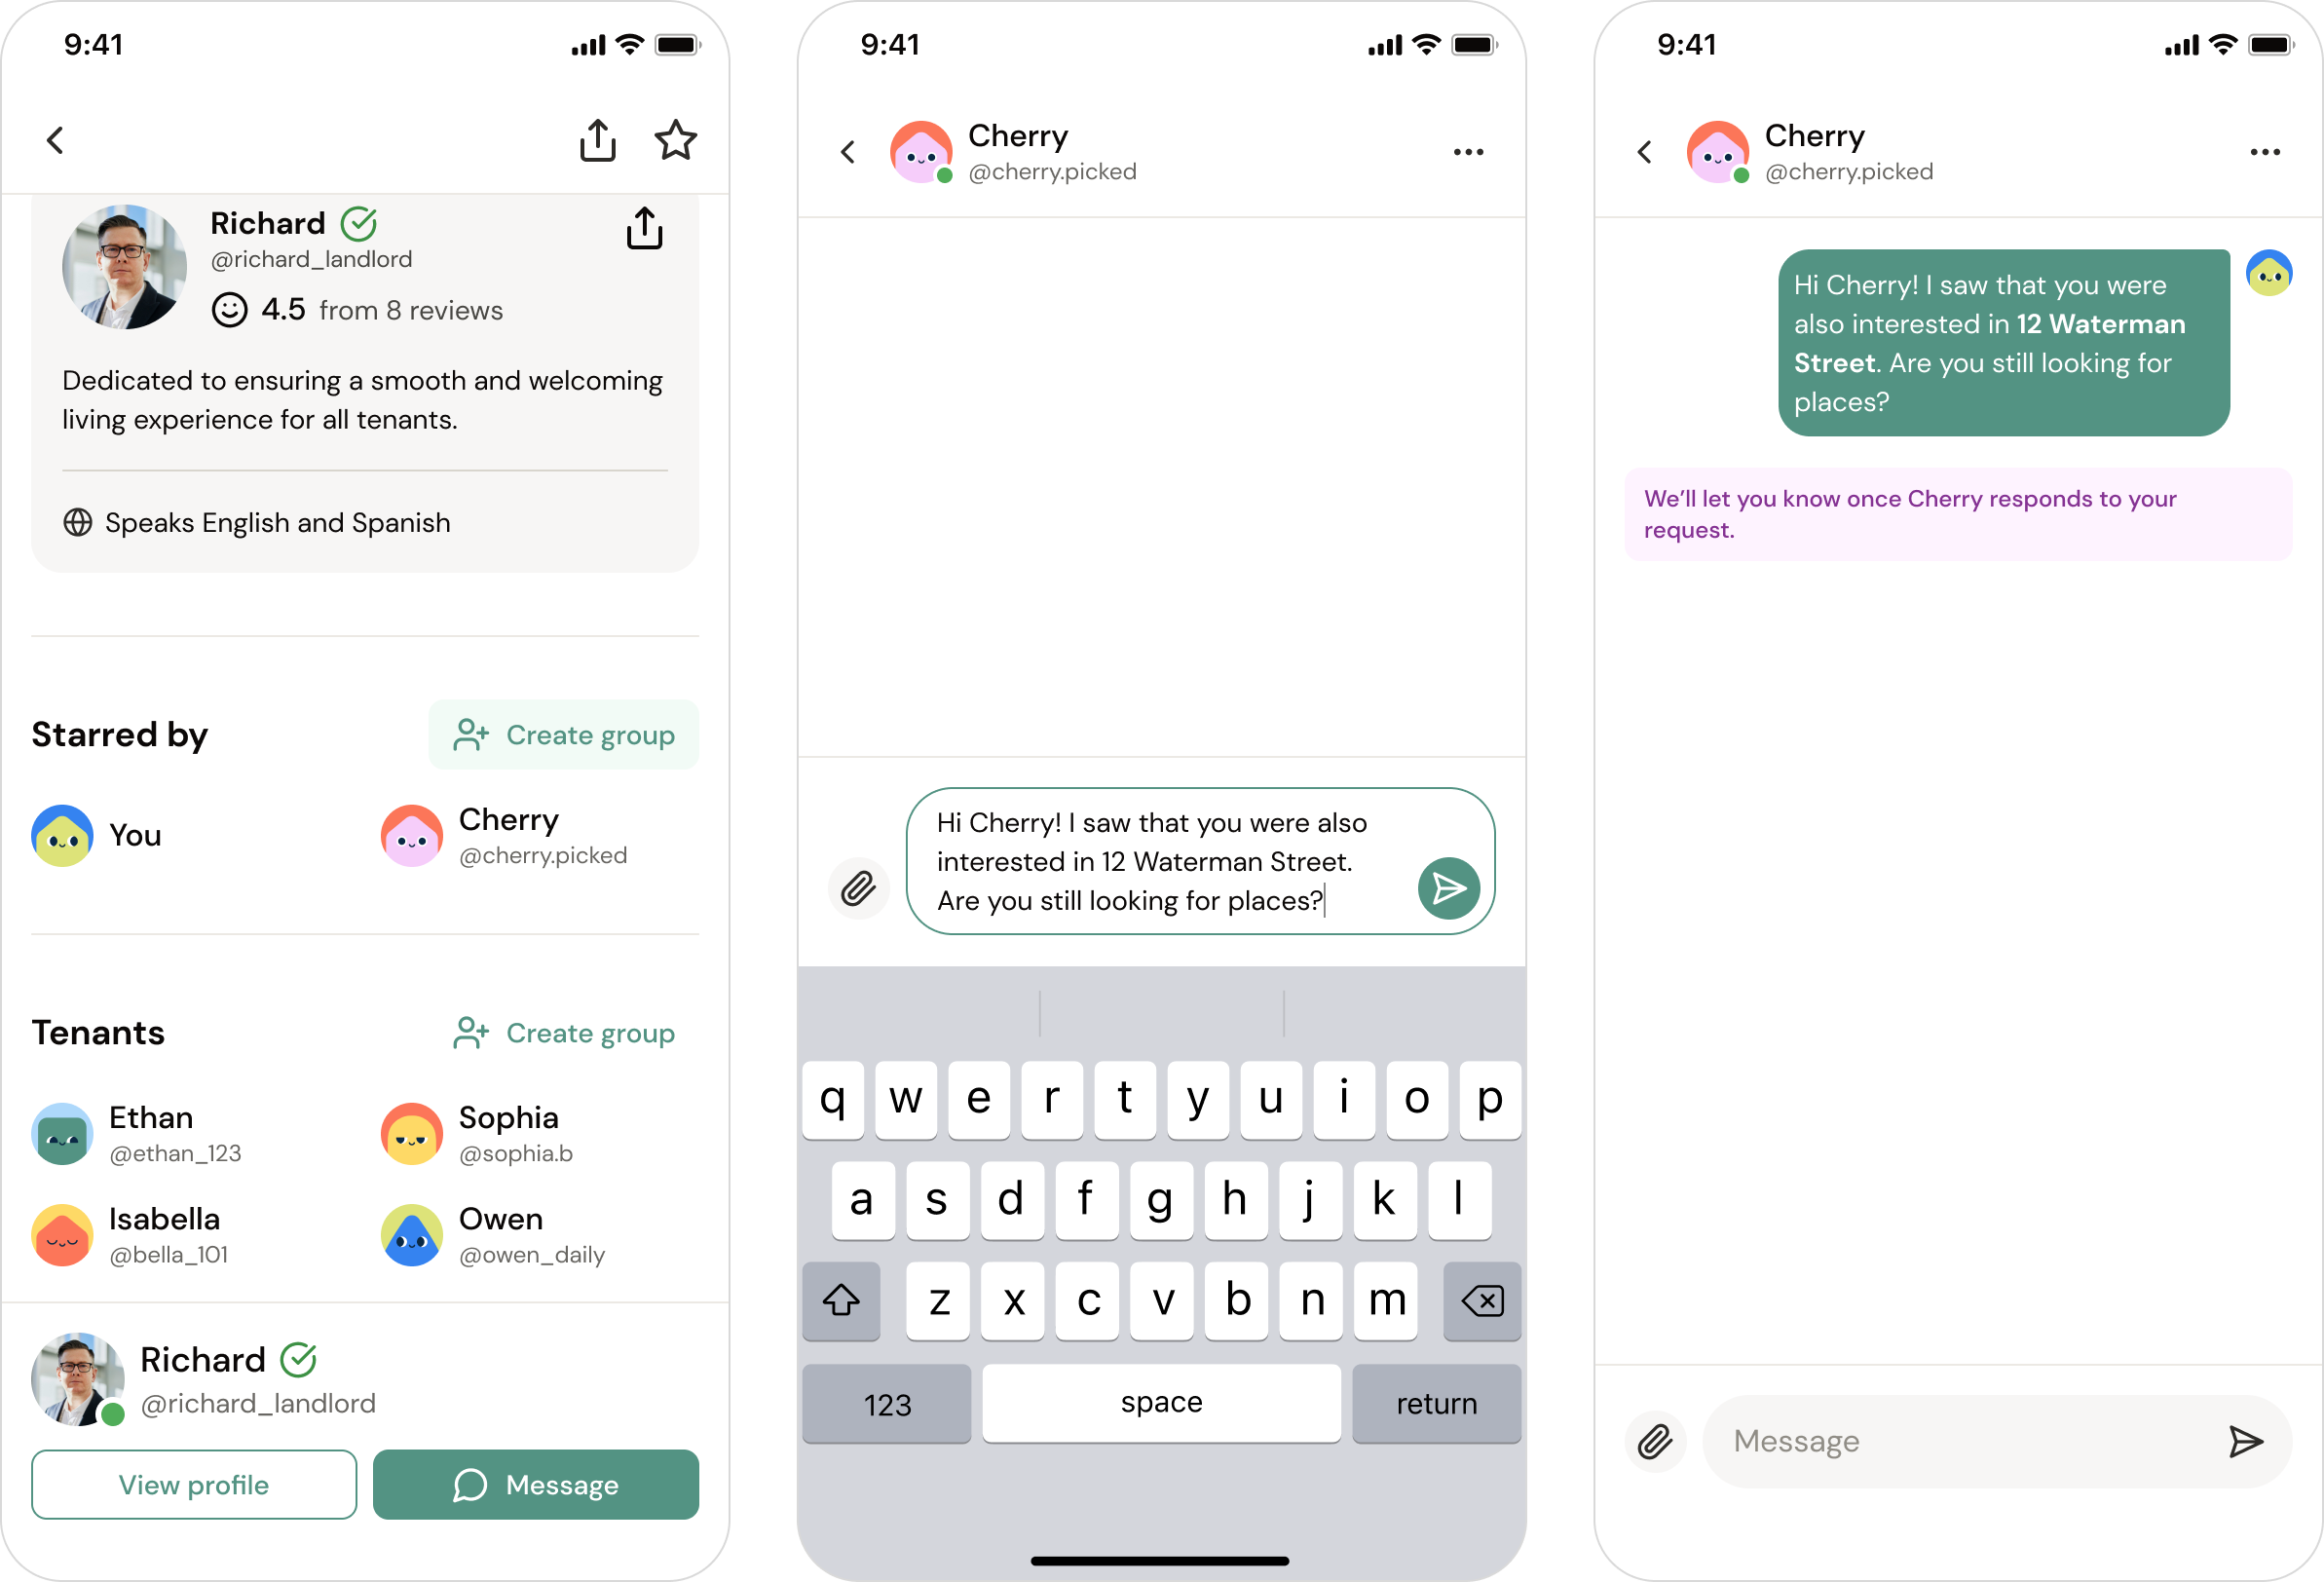 9:41
Richard
@richard_landlord
4.5 from 8 reviews
Dedicated to ensuring a smooth and welcoming
living experience for all tenants.
Speaks English and Spanish
Starred by
Create group
You
Cherry
@cherry.picked
Tenants
Create group
Ethan
@ethan_123
Sophia
@sophia.b
Isabella
@bella_101
Owen
@owen_daily
Richard
@richard_landlord
View profile
Message
9:41
Cherry
@cherry.picked
Hi Cherry! I saw that you were also
interested in 12 Waterman Street.
Are you still looking for places?
q w e r t y u i o p
a s d f g h j k l
z x c v b n m
123 space return
9:41
Cherry
@cherry.picked
Hi Cherry! I saw that you were
also interested in 12 Waterman
Street. Are you still looking for
places?
We’ll let you know once Cherry responds to your
request.
Message